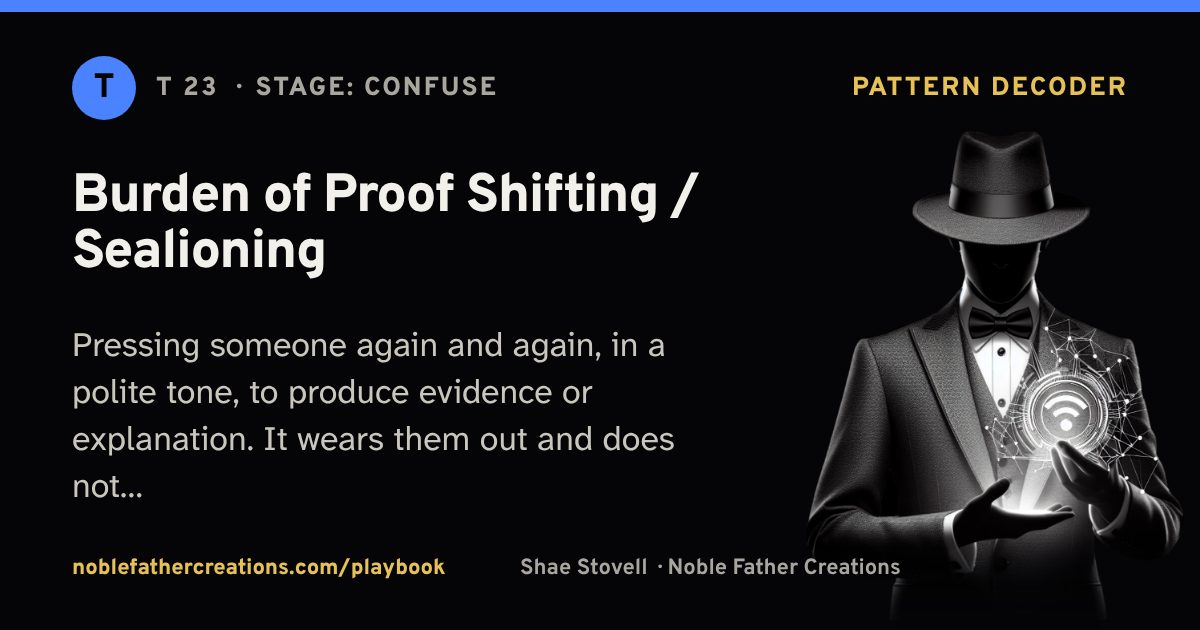 T
T 23 · STAGE: CONFUSE
PATTERN DECODER
Burden of Proof Shifting /
Sealioning
Pressing someone again and again, in a
polite tone, to produce evidence or
explanation. It wears them out and does
not...
noblefathercreations.com/playbook
Shae Stovell · Noble Father Creations